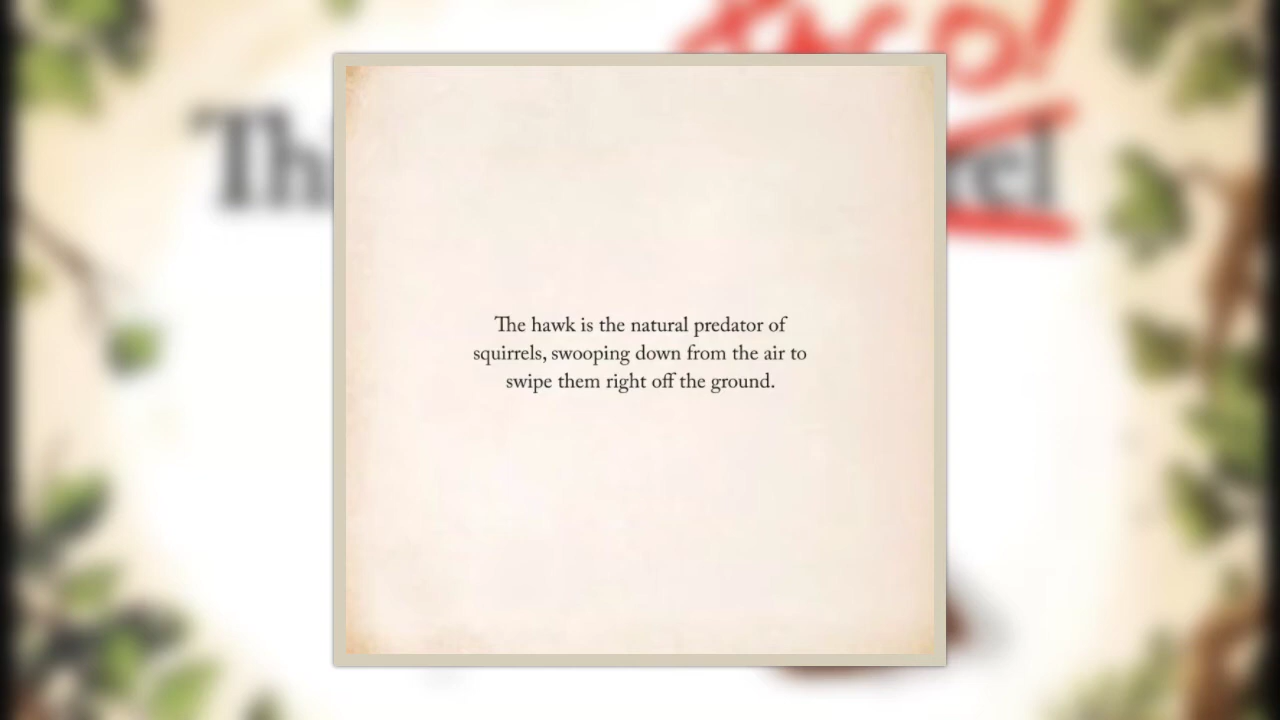 The hawk is the natural predator of
squirrels, swooping down from the air to
swipe them right off the ground.